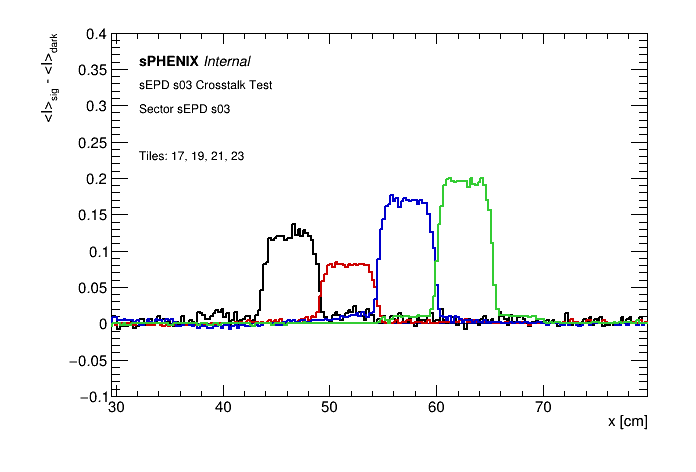 <I>sig - <I>dark
0.4
0.35
0.3
0.25
0.2
0.15
0.1
0.05
0
−0.05
−0.1
sPHENIX Internal
sEPD s03 Crosstalk Test
Sector sEPD s03
Tiles: 17, 19, 21, 23
30 40 50 60 70
x [cm]